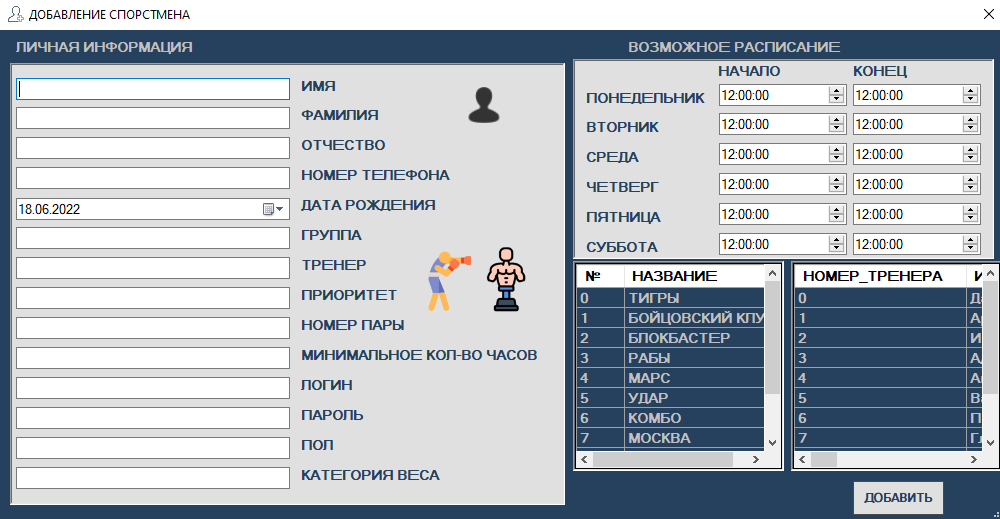 ДОБАВЛЕНИЕ СПОРСТМЕНА
ЛИЧНАЯ ИНФОРМАЦИЯ
ИМЯ
ФАМИЛИЯ
ОТЧЕСТВО
НОМЕР ТЕЛЕФОНА
18.06.2022 ДАТА РОЖДЕНИЯ
ГРУППА
ТРЕНЕР
ПРИОРИТЕТ
НОМЕР ПАРЫ
МИНИМАЛЬНОЕ КОЛ-ВО ЧАСОВ
ЛОГИН
ПАРОЛЬ
ПОЛ
КАТЕГОРИЯ ВЕСА
ВОЗМОЖНОЕ РАСПИСАНИЕ
НАЧАЛО КОНЕЦ
ПОНЕДЕЛЬНИК 12:00:00 12:00:00
ВТОРНИК 12:00:00 12:00:00
СРЕДА 12:00:00 12:00:00
ЧЕТВЕРГ 12:00:00 12:00:00
ПЯТНИЦА 12:00:00 12:00:00
СУББОТА 12:00:00 12:00:00
№ НАЗВАНИЕ
0 ТИГРЫ
1 БОЙЦОВСКИЙ КЛУ
2 БЛОКБАСТЕР
3 РАБЫ
4 МАРС
5 УДАР
6 КОМБО
7 МОСКВА
НОМЕР_ТРЕНЕРА
0
1
2
3
4
5
6
7
ДОБАВИТЬ